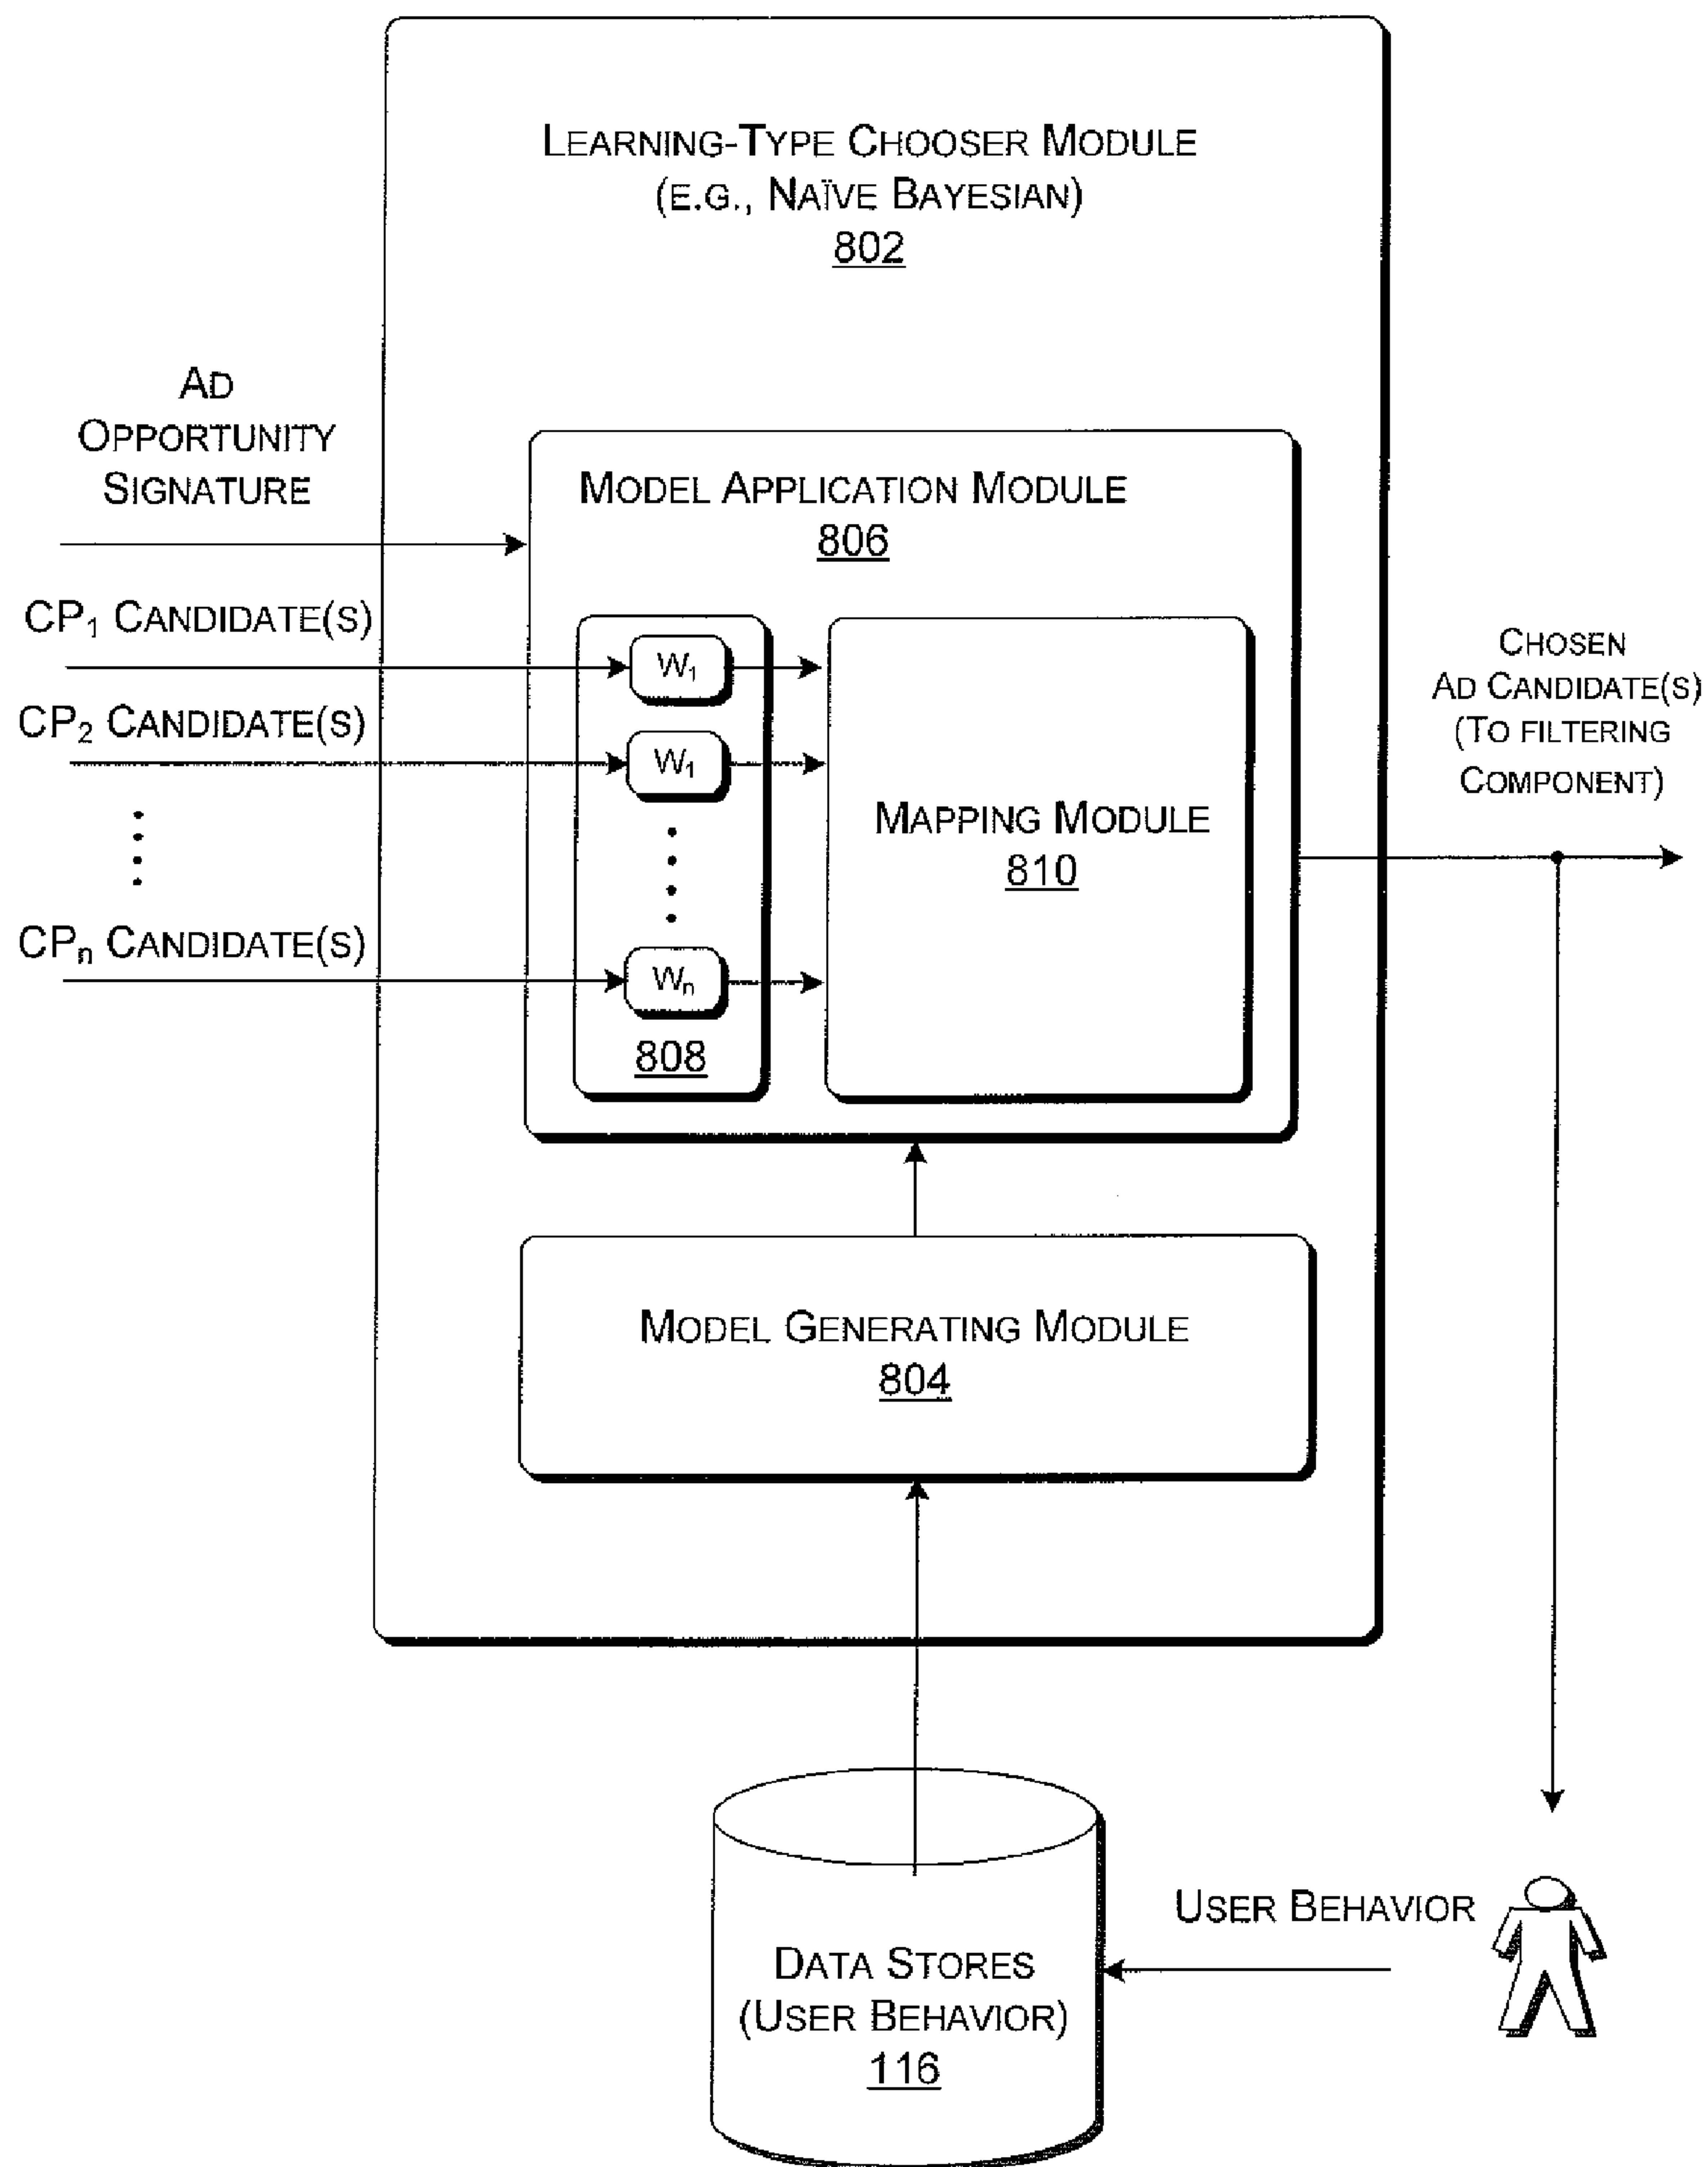 LEARNING-TYPE CHOOSER MODULE
(E.G., NAÏVE BAYESIAN)
802
AD
OPPORTUNITY
SIGNATURE
MODEL APPLICATION MODULE
806
CP1 CANDIDATE(S)
W1
CP2 CANDIDATE(S)
W1
CPn CANDIDATE(S)
Wn
808
MAPPING MODULE
810
CHOSEN
AD CANDIDATE(S)
(TO FILTERING
COMPONENT)
MODEL GENERATING MODULE
804
USER BEHAVIOR
DATA STORES
(USER BEHAVIOR)
116